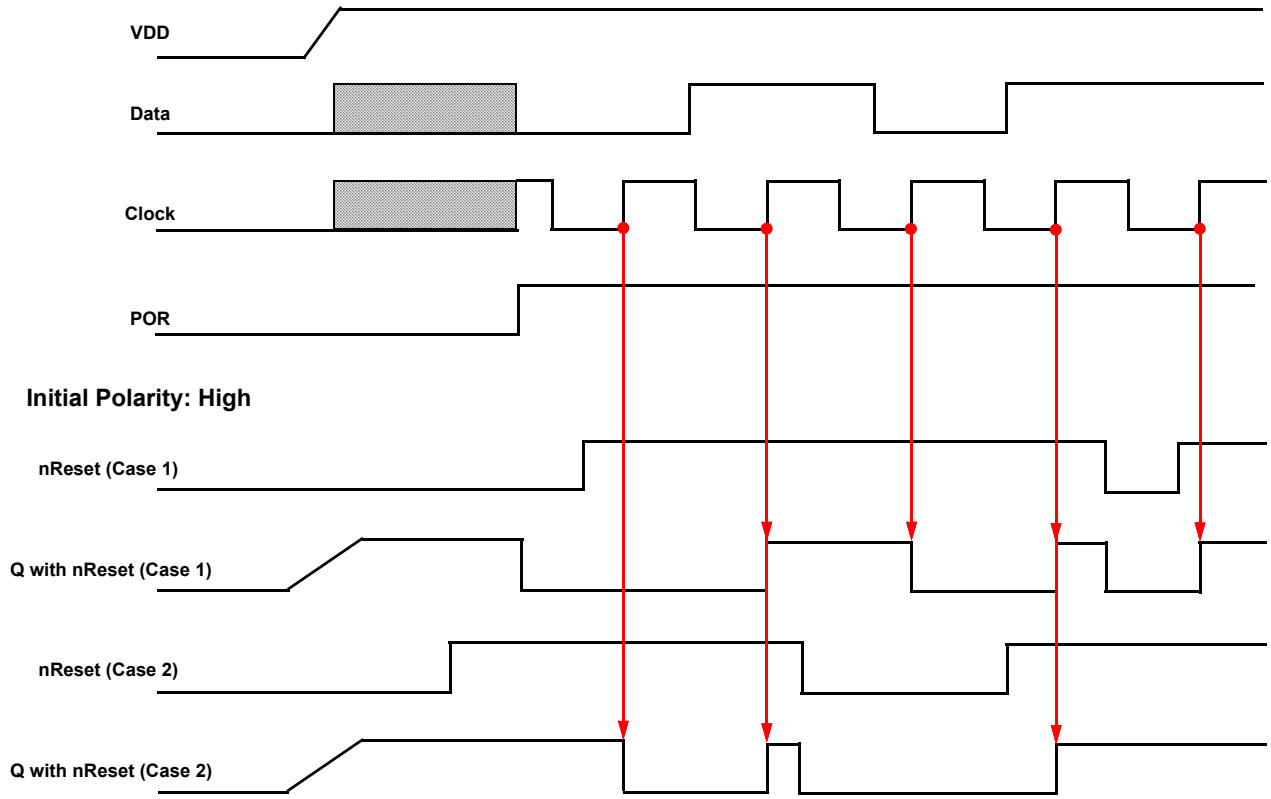 VDD
Data
Clock
POR
Initial Polarity: High
nReset (Case 1)
Q with nReset (Case 1)
nReset (Case 2)
Q with nReset (Case 2)